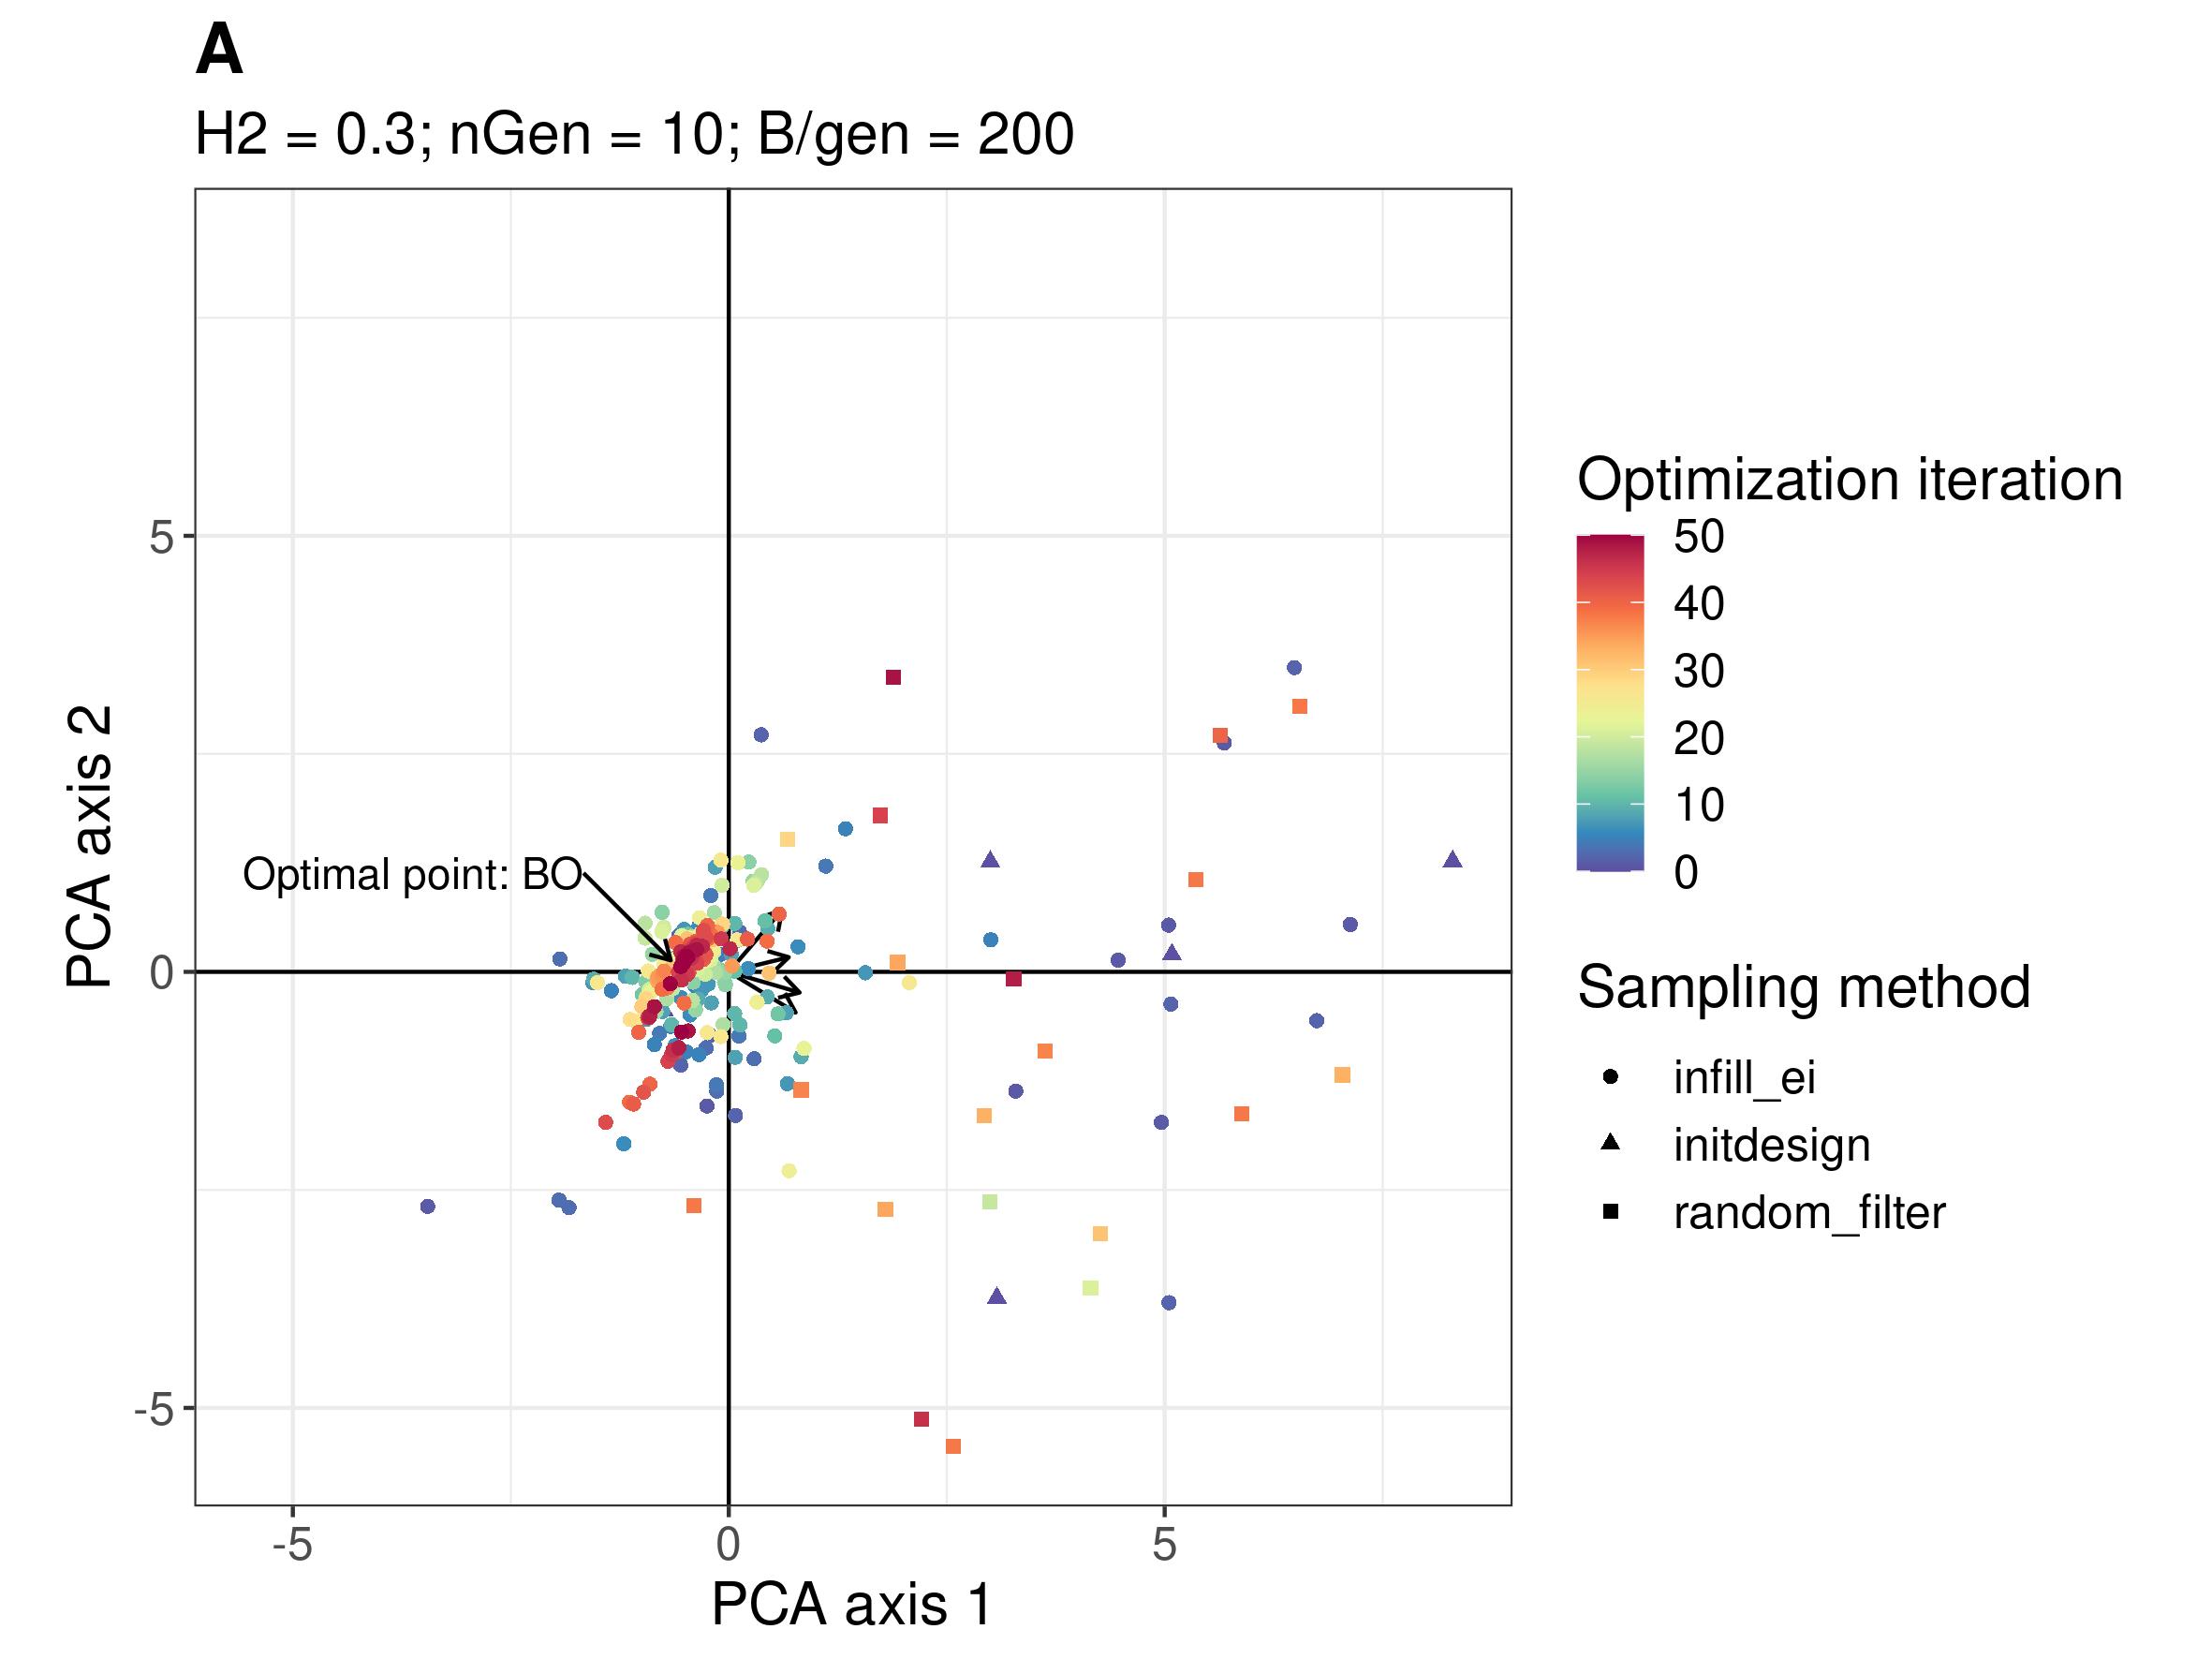 A
H2 = 0.3; nGen = 10; B/gen = 200
Optimal point: BO
PCA axis 2
5
0
-5
-5
0
5
PCA axis 1
Optimization iteration
50
40
30
20
10
0
Sampling method
infill_ei
initdesign
random_filter